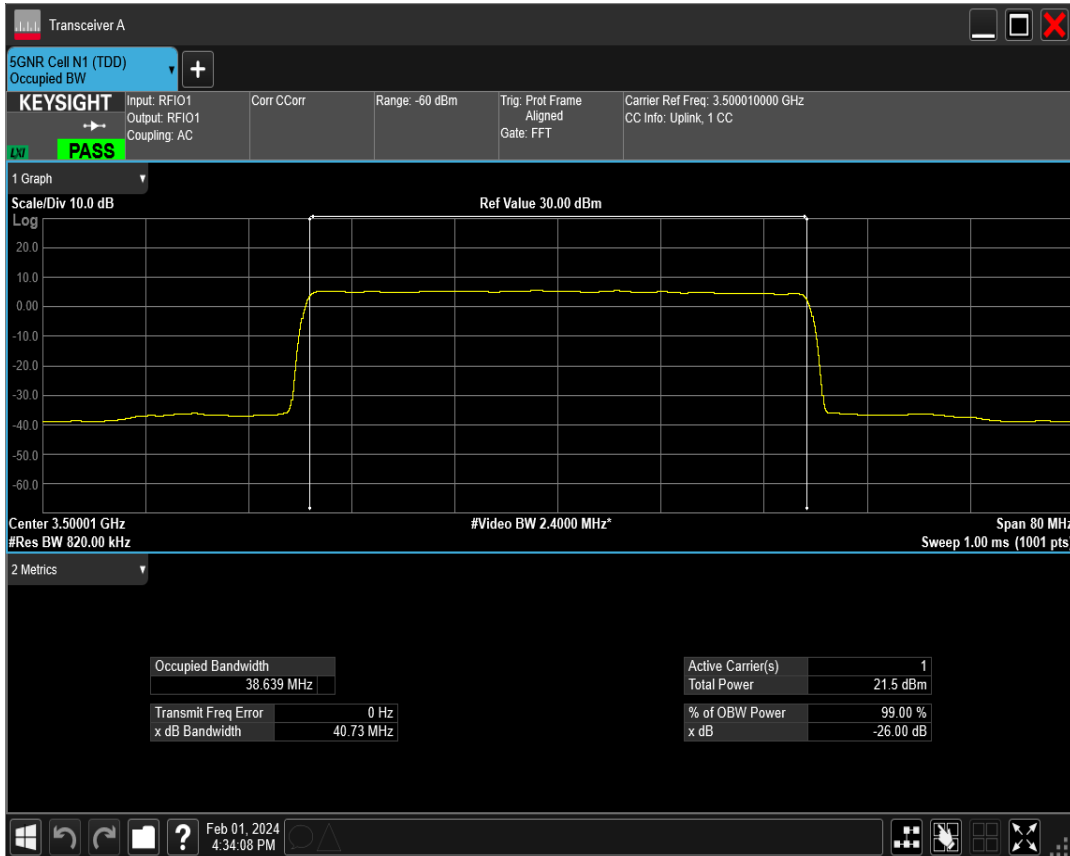 Transceiver A
5GNR Cell N1 (TDD)
Occupied BW
+
KEYSIGHT
LXI
PASS
Input: RFIO1
Output: RFIO1
Coupling: AC
Corr CCorr
Range: -60 dBm
Trig: Prot Frame
Aligned
Gate: FFT
Carrier Ref Freq: 3.500010000 GHz
CC Info: Uplink, 1 CC
1 Graph
Scale/Div 10.0 dB
Ref Value 30.00 dBm
Log
20.0
10.0
0.00
-10.0
-20.0
-30.0
-40.0
-50.0
-60.0
Center 3.50001 GHz
#Video BW 2.4000 MHz*
Span 80 MHz
#Res BW 820.00 kHz
Sweep 1.00 ms (1001 pts)
2 Metrics
Occupied Bandwidth
38.639 MHz
Transmit Freq Error 0 Hz
x dB Bandwidth 40.73 MHz
Active Carrier(s) 1
Total Power 21.5 dBm
% of OBW Power 99.00 %
x dB -26.00 dB
?
Feb 01, 2024
4:34:08 PM